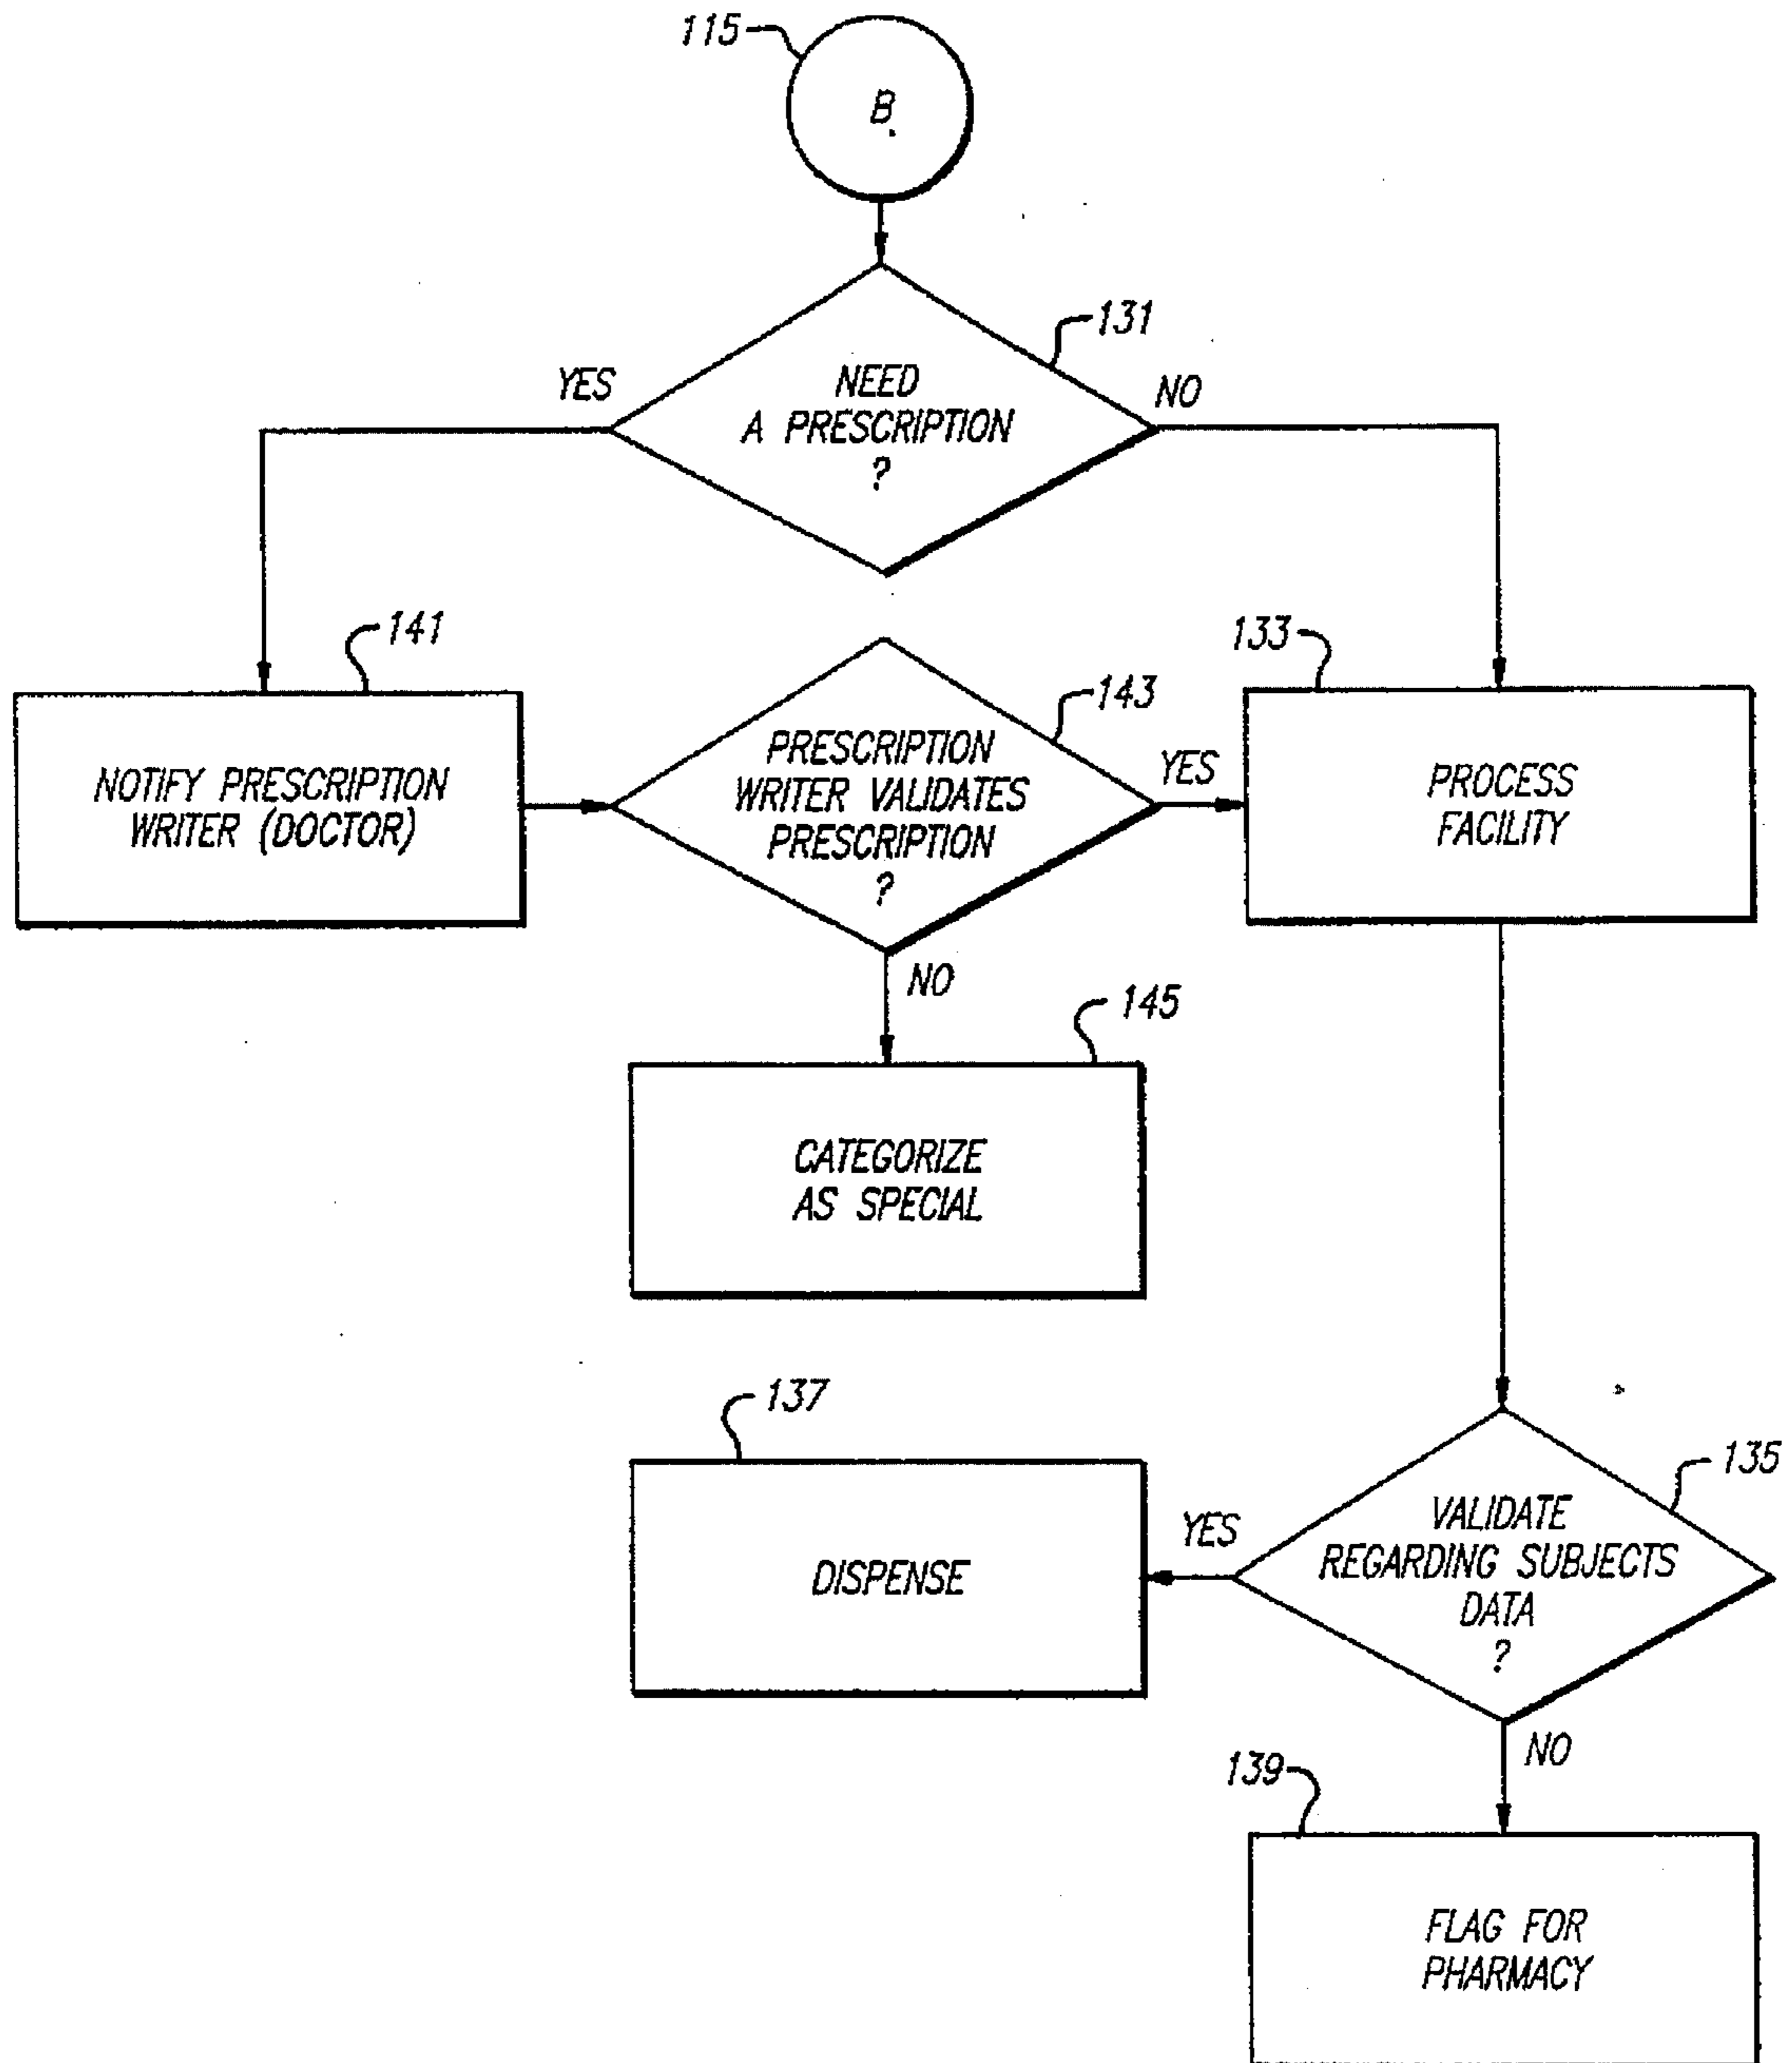 115
B
131
YES
NEED
A PRESCRIPTION
?
NO
141
133
143
NOTIFY PRESCRIPTION
WRITER (DOCTOR)
PRESCRIPTION
WRITER VALIDATES
PRESCRIPTION
?
YES
PROCESS
FACILITY
NO
145
CATEGORIZE
AS SPECIAL
137
135
DISPENSE
YES
VALIDATE
REGARDING SUBJECTS
DATA
?
NO
139
FLAG FOR
PHARMACY